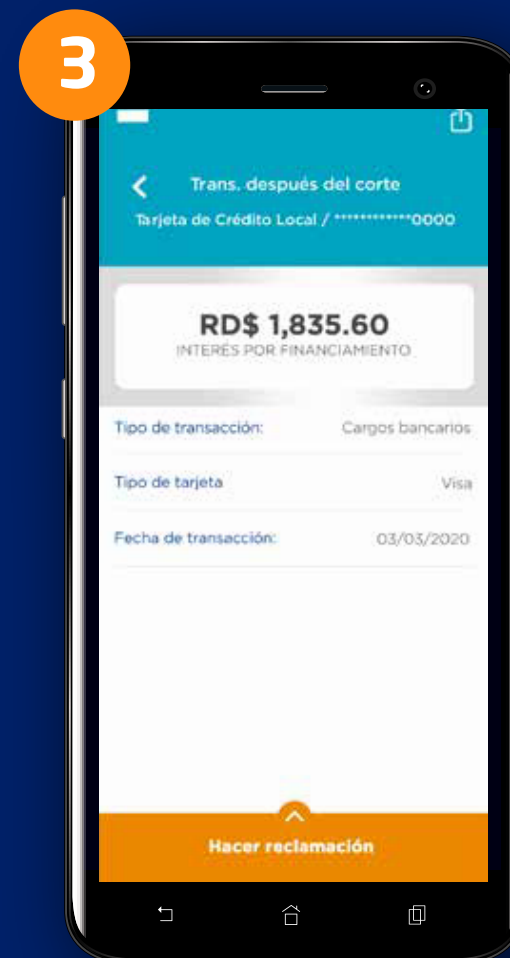 3
Trans. después del corte
Tarjeta de Crédito Local / ************0000
RD$ 1,835.60
INTERÉS POR FINANCIAMIENTO
Tipo de transacción: Cargos bancarios
Tipo de tarjeta Visa
Fecha de transacción: 03/03/2020
Hacer reclamación